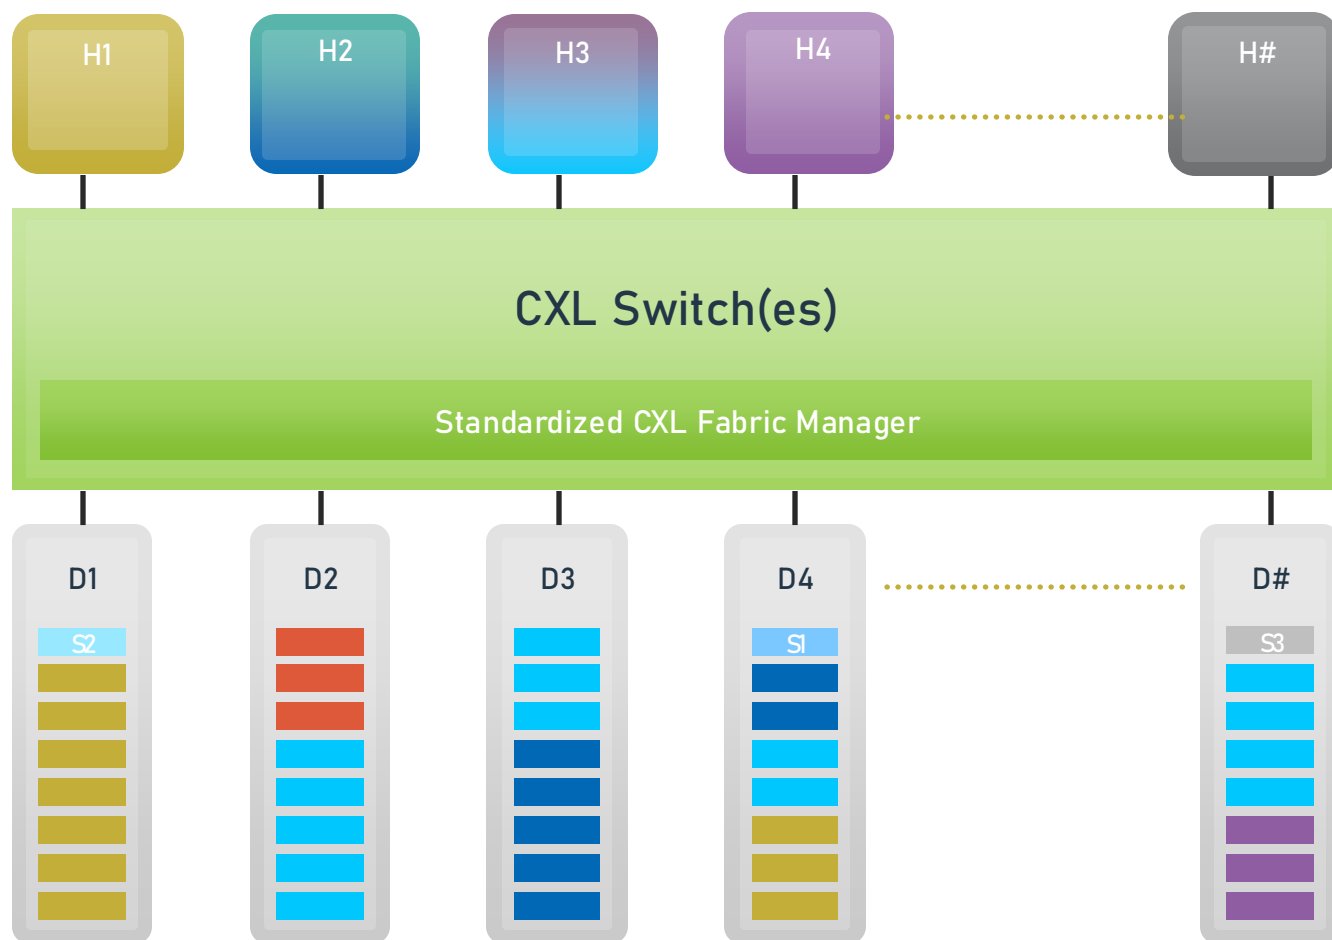 H1
H2
H3
H4
H#
CXL Switch(es)
Standardized CXL Fabric Manager
D1
D2
D3
D4
D#
S2
S1
S3